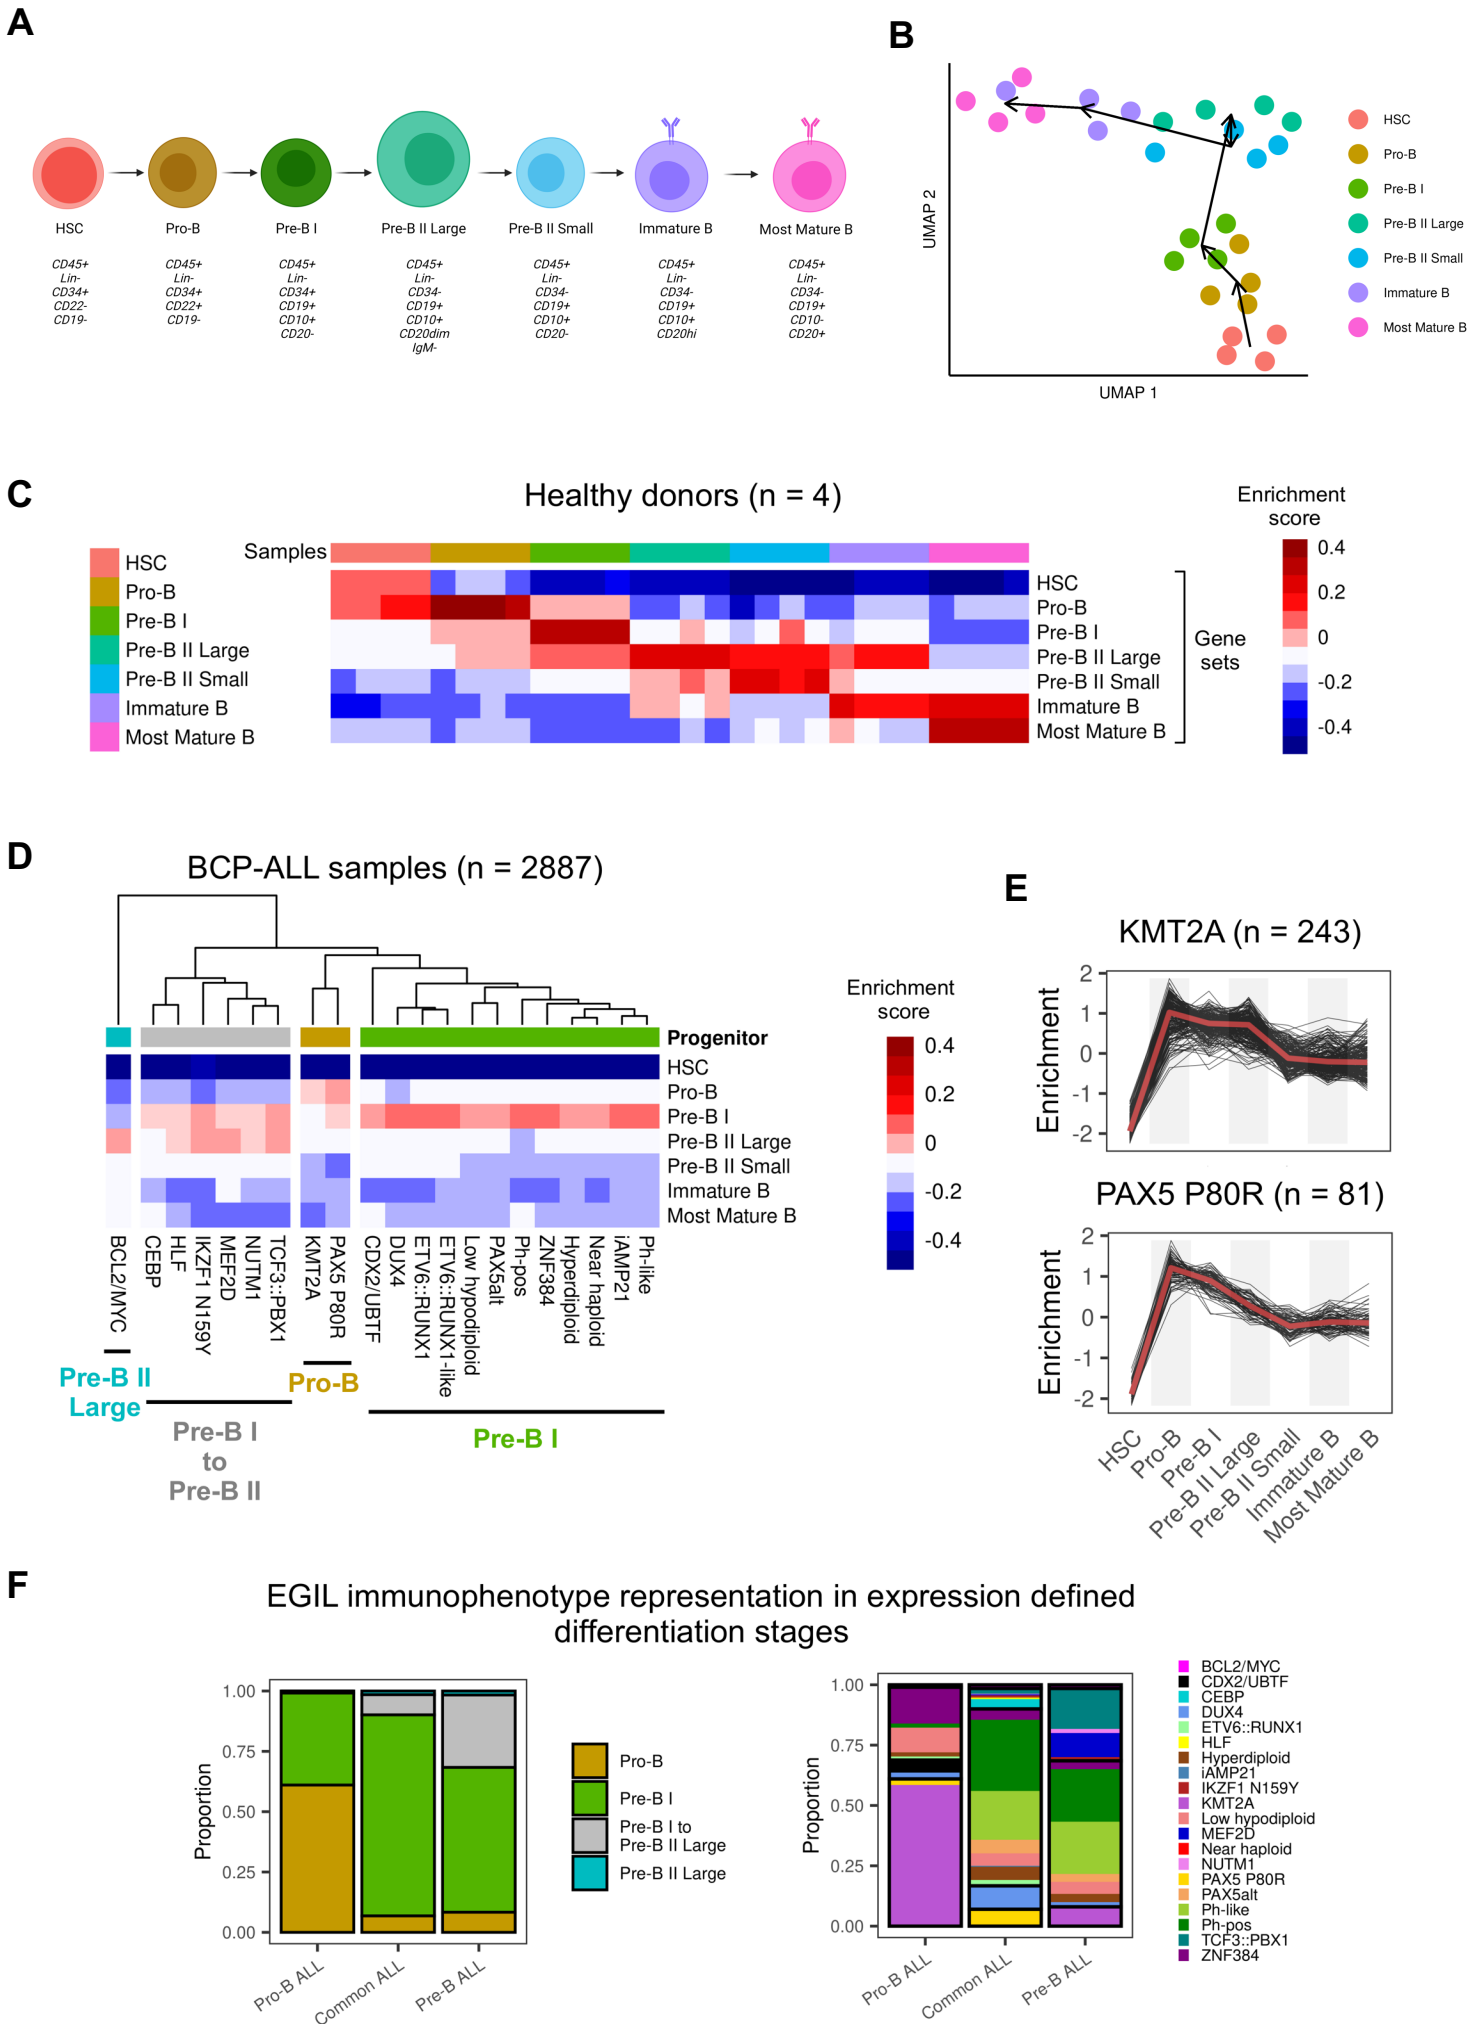 A
HSC
Pro-B
Pre-B I
Pre-B II Large
Pre-B II Small
Immature B
Most Mature B
CD45+
Lin-
CD34+
CD22-
CD19-
CD45+
Lin-
CD34+
CD22+
CD19-
CD45+
Lin-
CD34+
CD19+
CD10+
CD20-
CD45+
Lin-
CD34-
CD19+
CD10+
CD20dim
IgM-
CD45+
Lin-
CD34-
CD19+
CD10+
CD20-
CD45+
Lin-
CD34-
CD19+
CD10+
CD20hi
CD45+
Lin-
CD34-
CD19+
CD10-
CD20+
B
UMAP 2
UMAP 1
HSC
Pro-B
Pre-B I
Pre-B II Large
Pre-B II Small
Immature B
Most Mature B
C
Healthy donors (n = 4)
HSC
Pro-B
Pre-B I
Pre-B II Large
Pre-B II Small
Immature B
Most Mature B
Samples
HSC
Pro-B
Pre-B I
Pre-B II Large
Pre-B II Small
Immature B
Most Mature B
Gene
sets
Enrichment
score
0.4
0.2
0
-0.2
-0.4
D
BCP-ALL samples (n = 2887)
Progenitor
HSC
Pro-B
Pre-B I
Pre-B II Large
Pre-B II Small
Immature B
Most Mature B
BCL2/MYC
CEBP
HLF
IKZF1 N159Y
MEF2D
NUTM1
TCF3::PBX1
KMT2A
PAX5 P80R
CDX2/UBTF
DUX4
ETV6::RUNX1
ETV6::RUNX1-like
Low hypodiploid
PAX5alt
Ph-pos
ZNF384
Hyperdiploid
Near haploid
iAMP21
Ph-like
Pre-B II
Large
Pre-B I
to
Pre-B II
Pro-B
Pre-B I
Enrichment
score
0.4
0.2
0
-0.2
-0.4
E
KMT2A (n = 243)
Enrichment
2
1
0
-1
-2
PAX5 P80R (n = 81)
Enrichment
2
1
0
-1
-2
HSC
Pro-B
Pre-B I
Pre-B II Large
Pre-B II Small
Immature B
Most Mature B
F
EGIL immunophenotype representation in expression defined
differentiation stages
Proportion
1.00
0.75
0.50
0.25
0.00
Pro-B ALL
Common ALL
Pre-B ALL
Pro-B
Pre-B I
Pre-B I to
Pre-B II Large
Pre-B II Large
Proportion
1.00
0.75
0.50
0.25
0.00
Pro-B ALL
Common ALL
Pre-B ALL
BCL2/MYC
CDX2/UBTF
CEBP
DUX4
ETV6::RUNX1
HLF
Hyperdiploid
iAMP21
IKZF1 N159Y
KMT2A
Low hypodiploid
MEF2D
Near haploid
NUTM1
PAX5 P80R
PAX5alt
Ph-like
Ph-pos
TCF3::PBX1
ZNF384